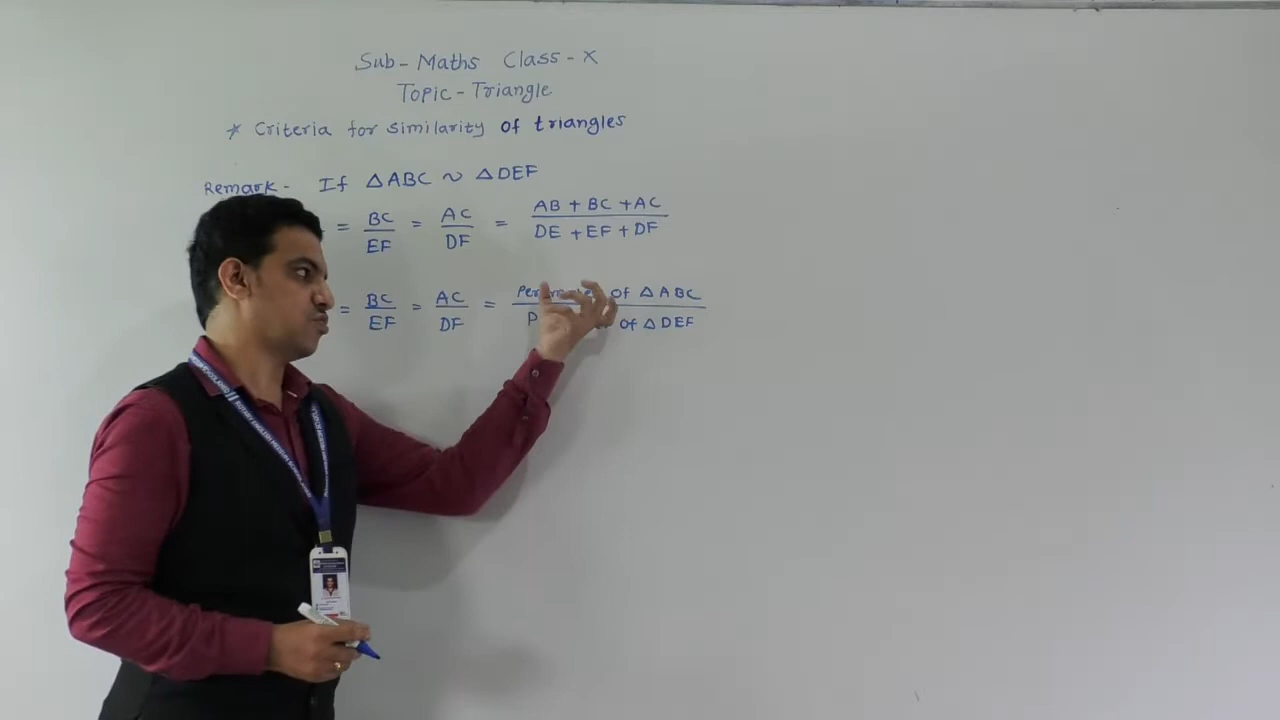 Sub - Maths Class - X
Topic - Triangle
* Criteria for similarity of triangles
Remark - If △ABC ~ △DEF
= BC/EF = AC/DF = AB + BC + AC / DE + EF + DF
= BC/EF = AC/DF = of △ABC / of △DEF